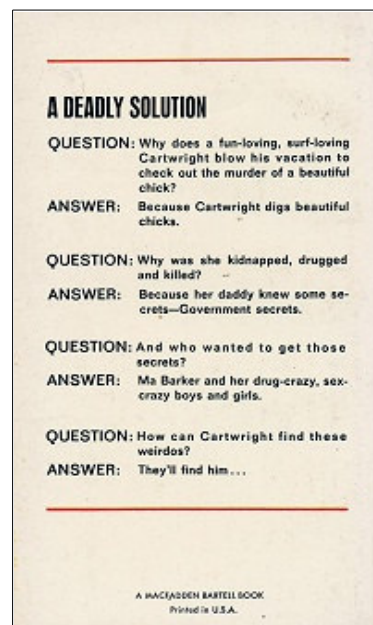 A DEADLY SOLUTION
QUESTION: Why does a fun-loving, surf-loving
Cartwright blow his vacation to
check out the murder of a beautiful
chick?
ANSWER: Because Cartwright digs beautiful
chicks.
QUESTION: Why was she kidnapped, drugged
and killed?
ANSWER: Because her daddy knew some se-
crets—Government secrets.
QUESTION: And who wanted to get those
secrets?
ANSWER: Ma Barker and her drug-crazy, sex-
crazy boys and girls.
QUESTION: How can Cartwright find these
weirdos?
ANSWER: They'll find him...
A MACFADDEN BARTELL BOOK
Printed in U.S.A.